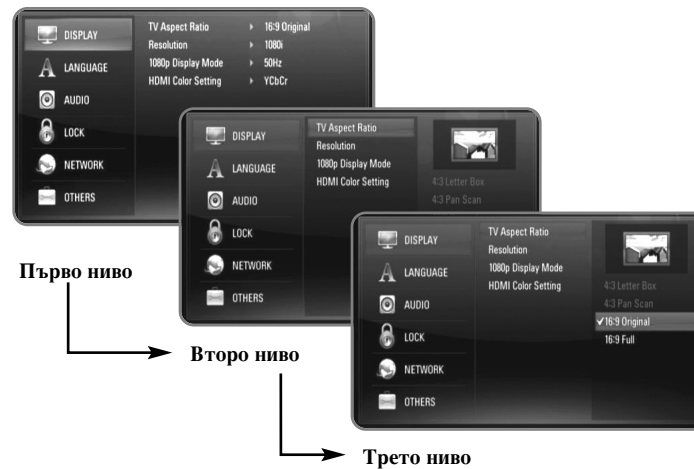 DISPLAY
LANGUAGE
AUDIO
LOCK
NETWORK
OTHERS
TV Aspect Ratio 16:9 Original
Resolution 1080i
1080p Display Mode 50Hz
HDMI Color Setting YCbCr
DISPLAY
LANGUAGE
AUDIO
LOCK
NETWORK
OTHERS
TV Aspect Ratio
Resolution
1080p Display Mode
HDMI Color Setting
4:3 Letter Box
4:3 Pan Scan
DISPLAY
LANGUAGE
AUDIO
LOCK
NETWORK
OTHERS
TV Aspect Ratio
Resolution
1080p Display Mode
HDMI Color Setting
4:3 Letter Box
4:3 Pan Scan
✓16:9 Original
16:9 Full
Първо ниво
Второ ниво
Трето ниво